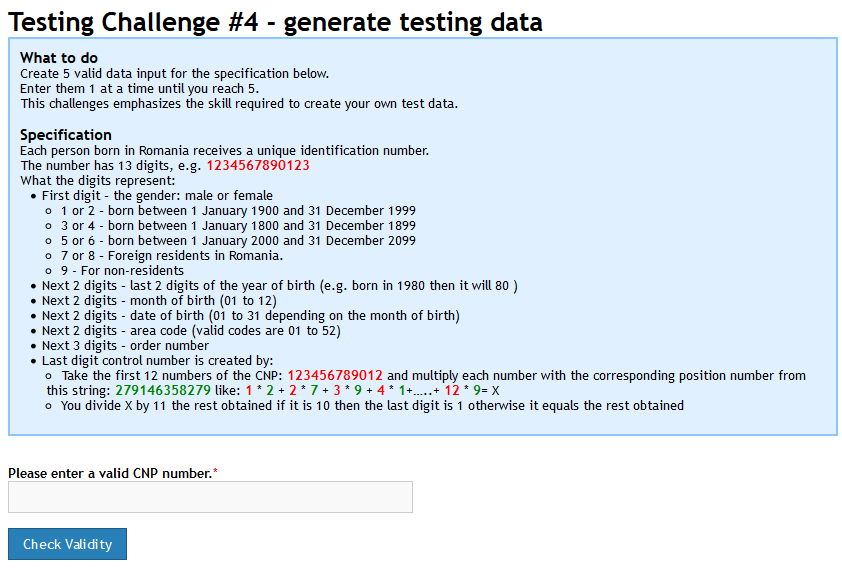 Testing Challenge #4 - generate testing data
What to do
Create 5 valid data input for the specification below.
Enter them 1 at a time until you reach 5.
This challenges emphasizes the skill required to create your own test data.
Specification
Each person born in Romania receives a unique identification number.
The number has 13 digits, e.g. 1234567890123
What the digits represent:
• First digit - the gender: male or female
○ 1 or 2 - born between 1 January 1900 and 31 December 1999
○ 3 or 4 - born between 1 January 1800 and 31 December 1899
○ 5 or 6 - born between 1 January 2000 and 31 December 2099
○ 7 or 8 - Foreign residents in Romania.
○ 9 - For non-residents
• Next 2 digits - last 2 digits of the year of birth (e.g. born in 1980 then it will 80 )
• Next 2 digits - month of birth (01 to 12)
• Next 2 digits - date of birth (01 to 31 depending on the month of birth)
• Next 2 digits - area code (valid codes are 01 to 52)
• Next 3 digits - order number
• Last digit control number is created by:
○ Take the first 12 numbers of the CNP: 123456789012 and multiply each number with the corresponding position number from
this string: 279146358279 like: 1 * 2 + 2 * 7 + 3 * 9 + 4 * 1+…..+ 12 * 9= X
○ You divide X by 11 the rest obtained if it is 10 then the last digit is 1 otherwise it equals the rest obtained
Please enter a valid CNP number.*
Check Validity